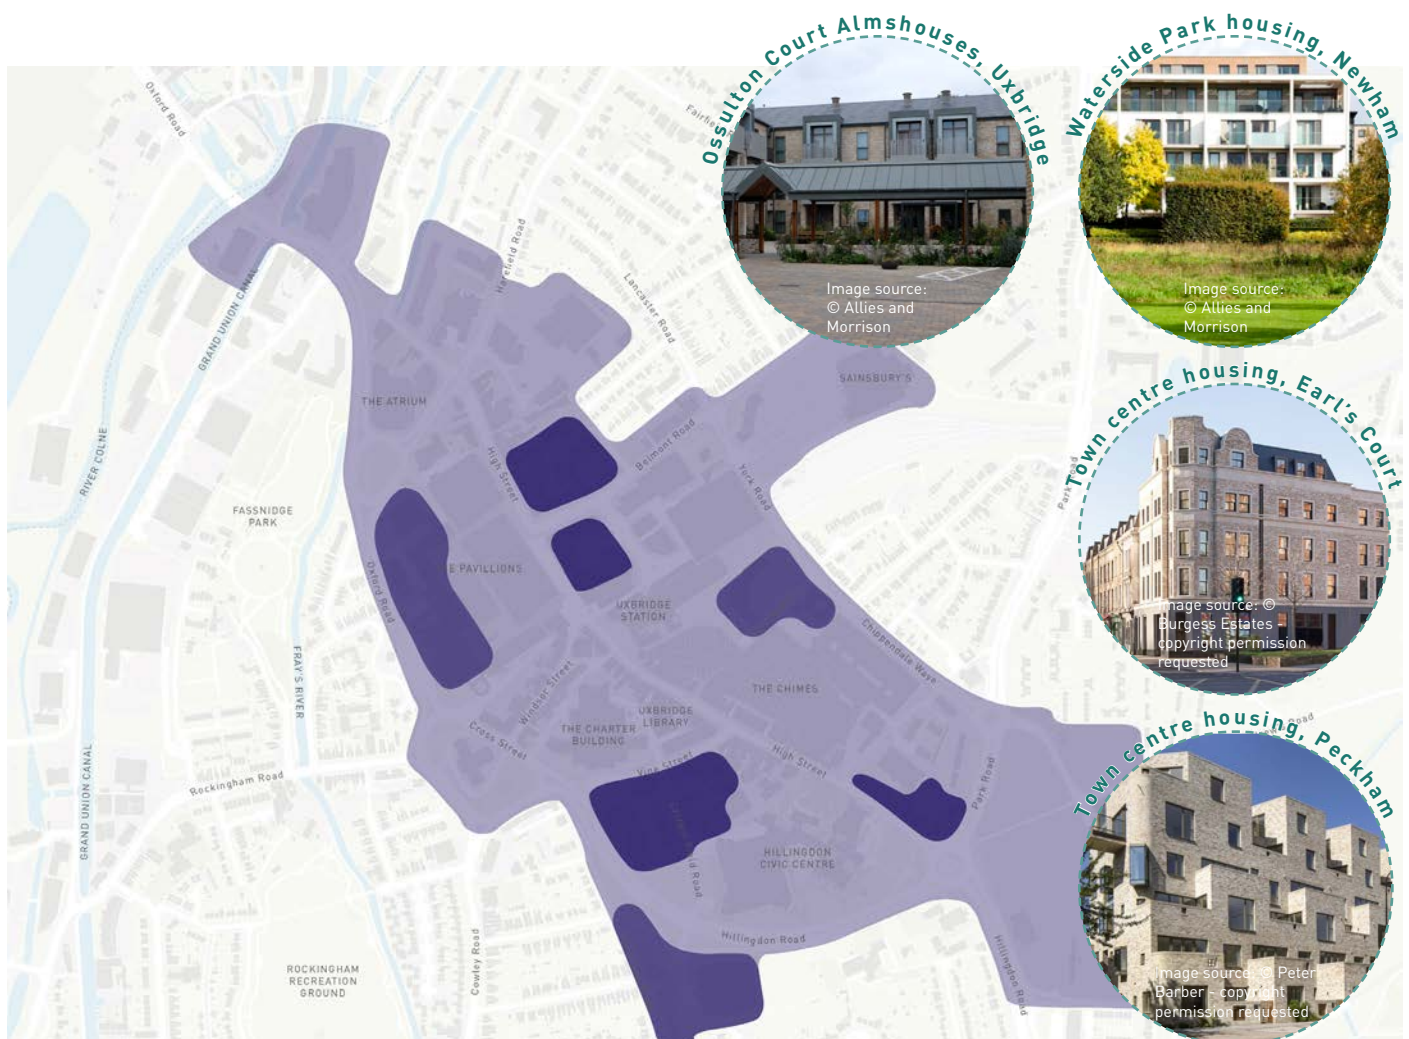 Ossulton Court Almshouses, Uxbridge
Waterside Park housing, Newham
Image source:
© Allies and
Morrison
Image source:
© Allies and
Morrison
Town centre housing, Earl's Court
Image source: ©
Burgess Estates -
copyright permission
requested
Town centre housing, Peckham
Image source: © Peter
Barber - copyright
permission requested
Oxford Road
Harefield Road
Lancaster Road
GRAND UNION CANAL
SAINSBURY'S
THE ATRIUM
Belmont Road
High Street
York Road
Park Road
RIVER COLNE
FASSNIDGE
PARK
Oxford Road
E PAVILLIONS
UXBRIDGE
STATION
Chippendale Waye
FRAY'S RIVER
Windsor Street
THE CHIMES
UXBRIDGE
LIBRARY
Cross Street
THE CHARTER
BUILDING
Vine Street
High Street
Park Road
Rockingham Road
GRAND UNION CANAL
HILLINGDON
CIVIC CENTRE
Hillingdon Road
Hillingdon Road
Cowley Road
ROCKINGHAM
RECREATION
GROUND